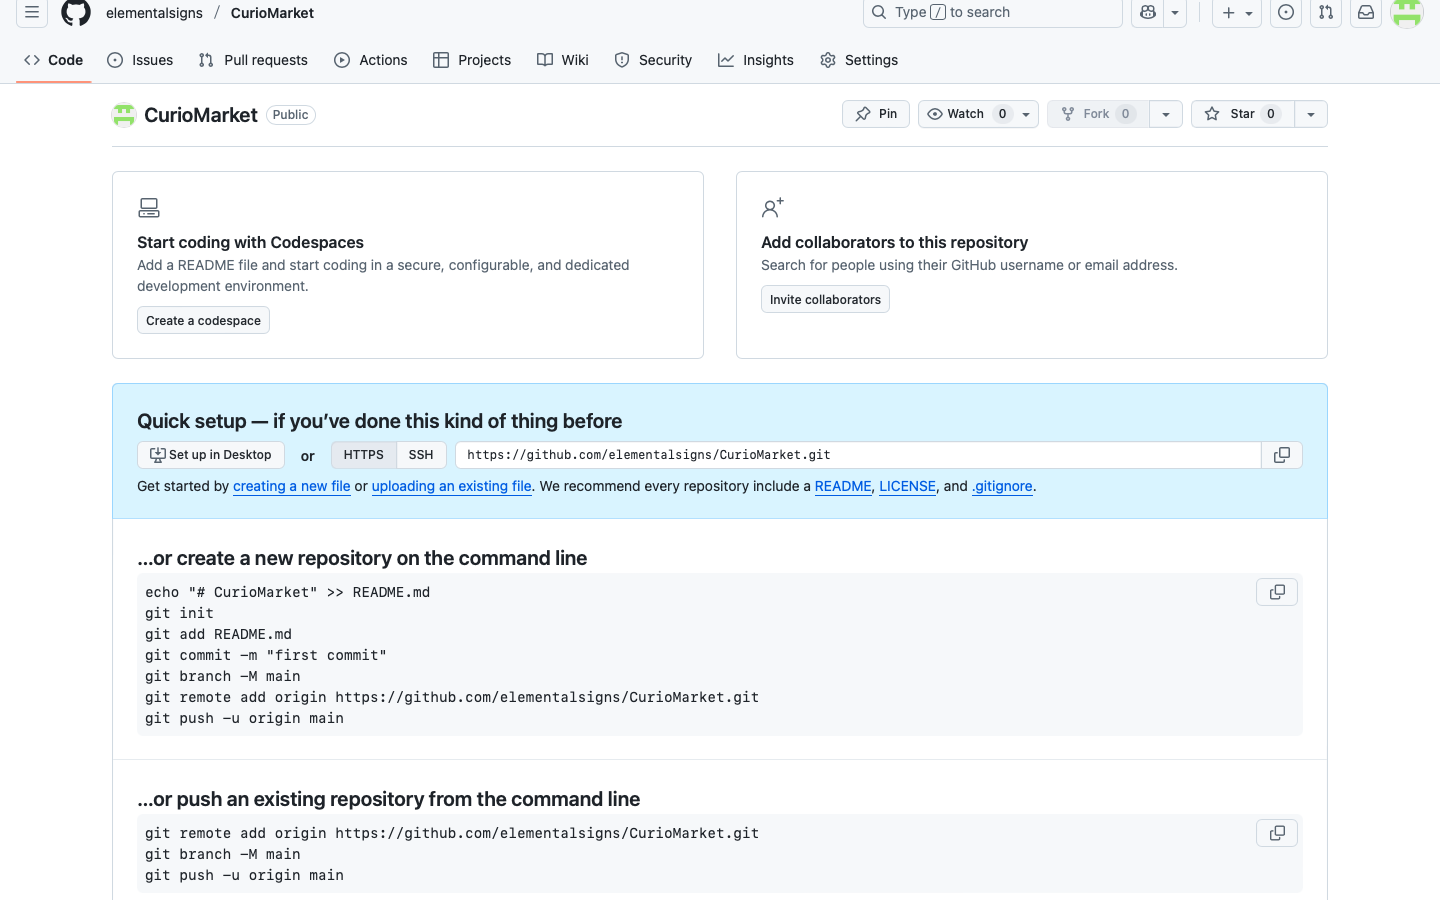 elementalsigns / CurioMarket
Type / to search
Code
Issues
Pull requests
Actions
Projects
Wiki
Security
Insights
Settings
CurioMarket Public
Pin
Watch 0
Fork 0
Star 0
Start coding with Codespaces
Add a README file and start coding in a secure, configurable, and dedicated
development environment.
Create a codespace
Add collaborators to this repository
Search for people using their GitHub username or email address.
Invite collaborators
Quick setup — if you’ve done this kind of thing before
Set up in Desktop or HTTPS SSH https://github.com/elementalsigns/CurioMarket.git
Get started by creating a new file or uploading an existing file. We recommend every repository include a README, LICENSE, and .gitignore.
…or create a new repository on the command line
echo "# CurioMarket" >> README.md
git init
git add README.md
git commit -m "first commit"
git branch -M main
git remote add origin https://github.com/elementalsigns/CurioMarket.git
git push -u origin main
…or push an existing repository from the command line
git remote add origin https://github.com/elementalsigns/CurioMarket.git
git branch -M main
git push -u origin main